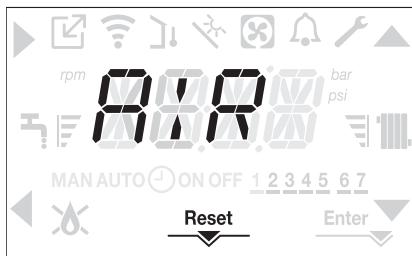 rpm
bar
psi
AIR
MAN AUTO ON OFF 1 2 3 4 5 6 7
Reset
Enter